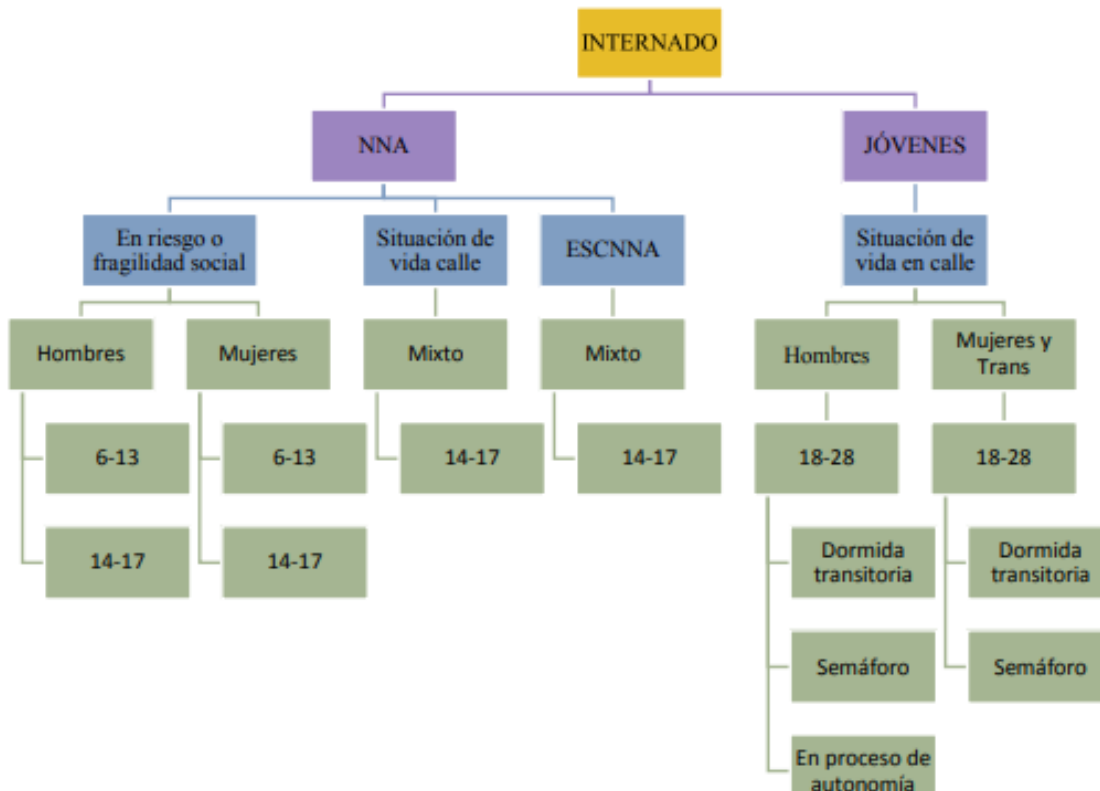 INTERNADO
NNA
JÓVENES
En riesgo o
fragilidad social
Situación de
vida calle
ESCNNA
Situación de
vida en calle
Hombres
Mujeres
Mixto
Mixto
Hombres
Mujeres y
Trans
6-13
6-13
14-17
14-17
18-28
18-28
14-17
14-17
Dormida
transitoria
Dormida
transitoria
Semáforo
Semáforo
En proceso de
autonomía